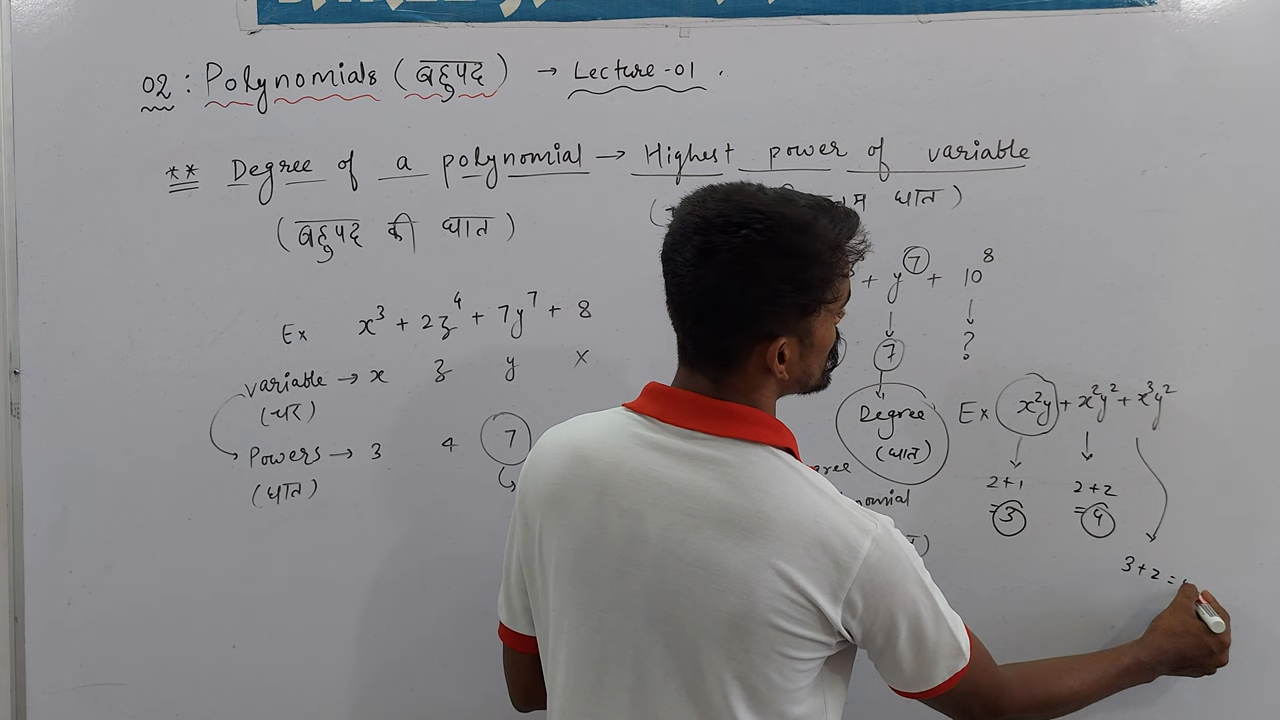 02 : Polynomials (बहुपद) → Lecture-01.
** Degree of a polynomial → Highest power of variable
(बहुपद की घात)
घात)
Ex x³ + 2z⁴ + 7y⁷ + 8
variable → x z y ×
(चर)
Powers → 3 4 7
(घात)
+ y⁷ + 10⁸
7 ?
Degree
(घात)
Ex x²y + x²y² + x³y²
2+1 2+2
=3 =4
3+2 =